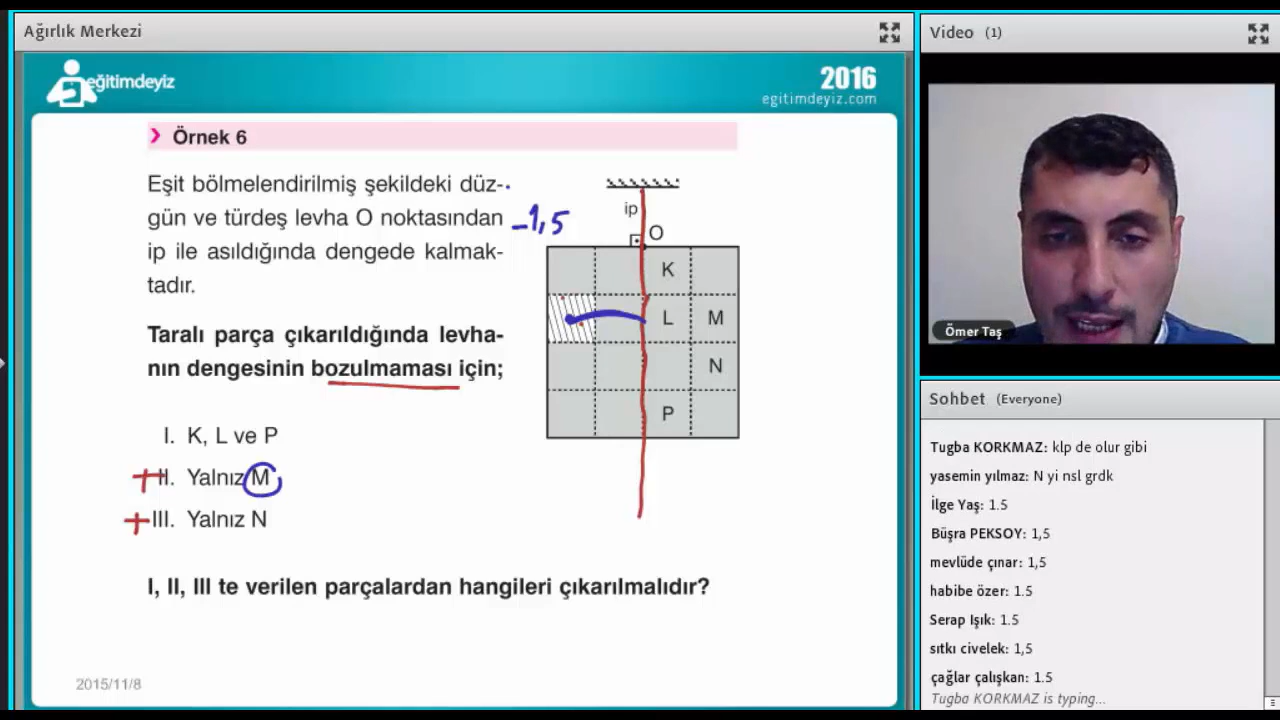 Ağırlık Merkezi
eğitimdeyiz
2016
egitimdeyiz.com
Örnek 6
Eşit bölmelendirilmiş şekildeki düz-
gün ve türdeş levha O noktasından
ip ile asıldığında dengede kalmak-
tadır.
Taralı parça çıkarıldığında levha-
nın dengesinin bozulmaması için;
I. K, L ve P
II. Yalnız M
III. Yalnız N
I, II, III te verilen parçalardan hangileri çıkarılmalıdır?
-1,5
ip
O
K
L M
N
P
2015/11/8
Video (1)
Ömer Taş
Sohbet (Everyone)
Tugba KORKMAZ: klp de olur gibi
yasemin yılmaz: N yi nsl grdk
İlge Yaş: 1.5
Büşra PEKSOY: 1,5
mevlüde çınar: 1,5
habibe özer: 1.5
Serap Işık: 1.5
sıtkı civelek: 1,5
çağlar çalışkan: 1.5
Tugba KORKMAZ is typing...